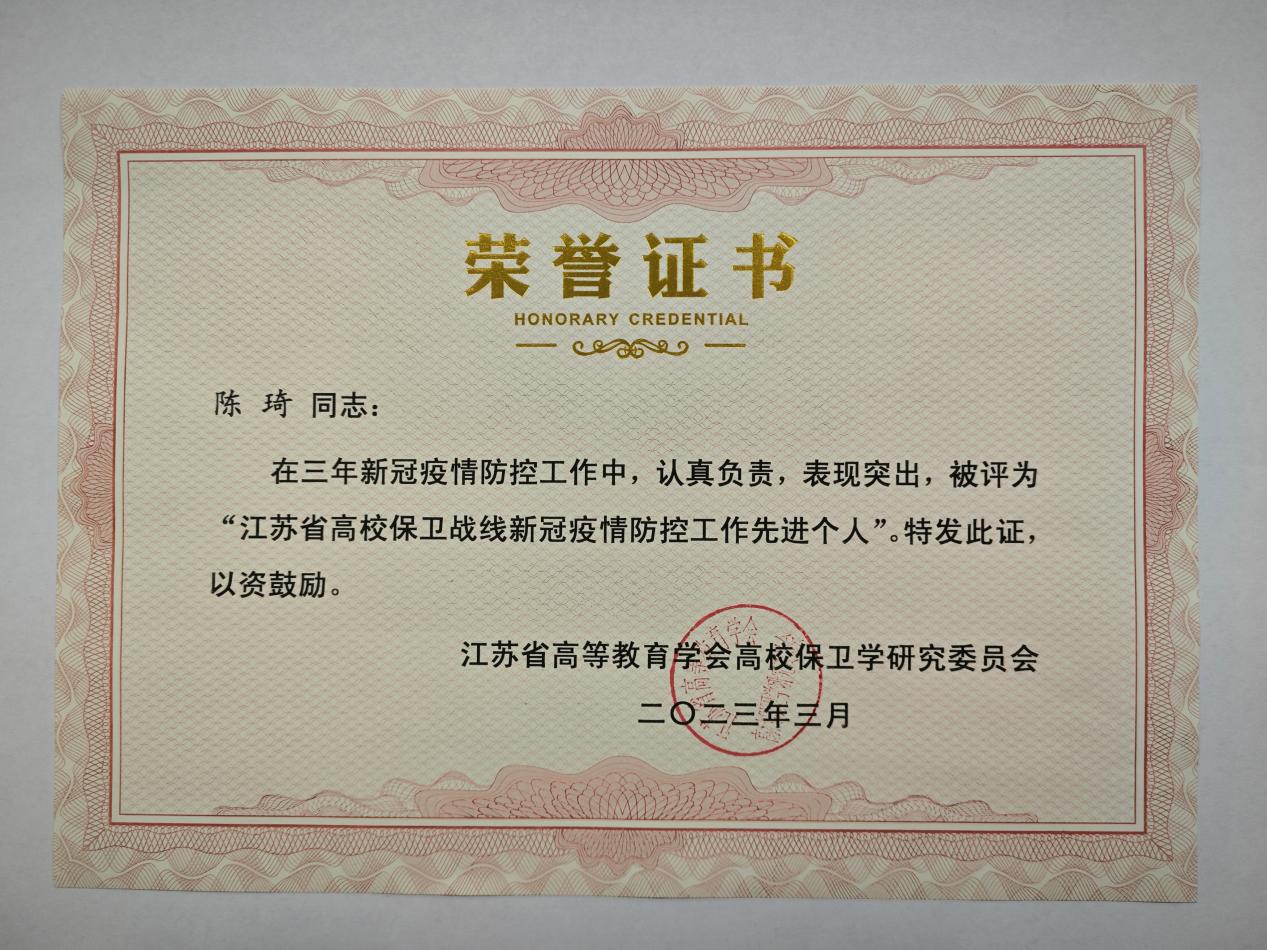 荣誉证书
HONORARY CREDENTIAL
陈 琦 同志：
在三年新冠疫情防控工作中，认真负责，表现突出，被评为
“江苏省高校保卫战线新冠疫情防控工作先进个人”。特发此证，
以资鼓励。
江苏省高等教育学会高校保卫学研究委员会
二〇二三年三月